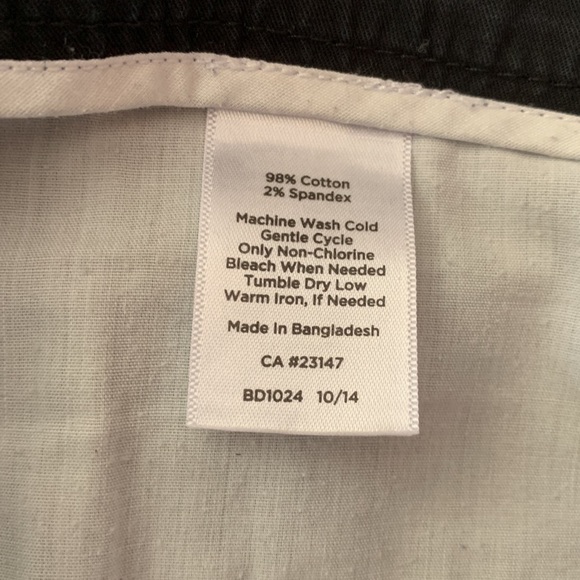 98% Cotton
2% Spandex
Machine Wash Cold
Gentle Cycle
Only Non-Chlorine
Bleach When Needed
Tumble Dry Low
Warm Iron, If Needed
Made In Bangladesh
CA #23147
BD1024 10/14